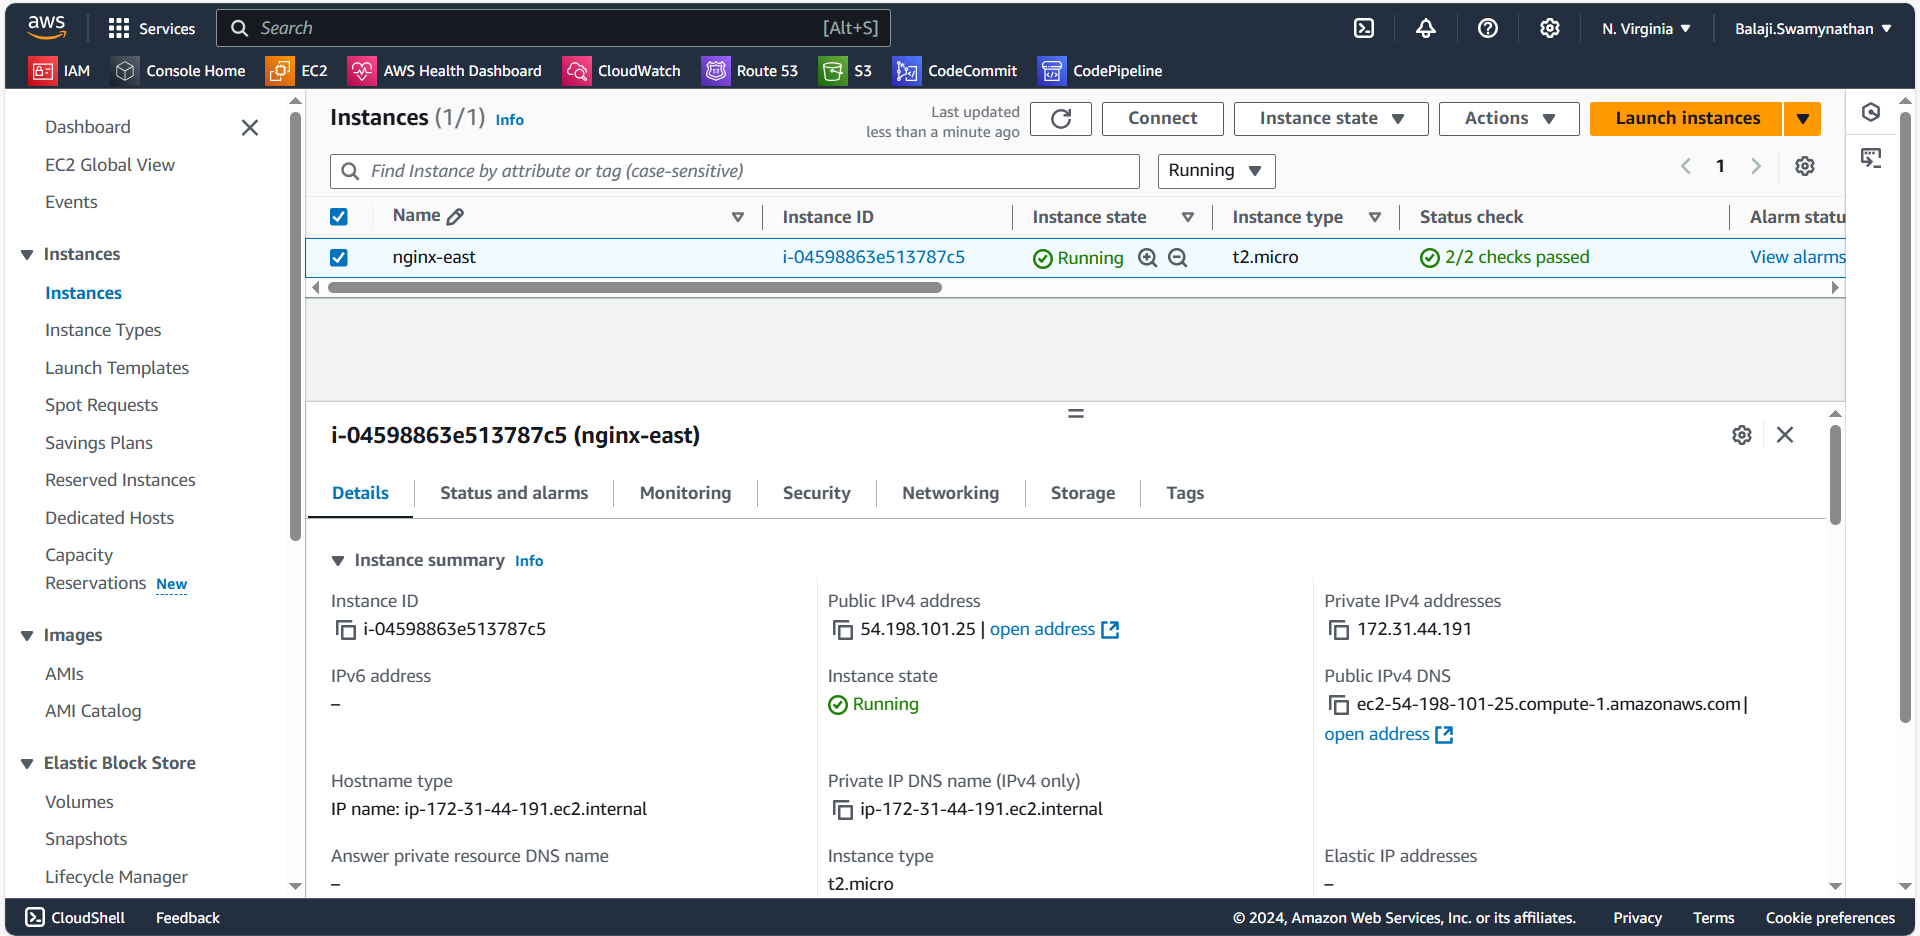 aws
Services
Search [Alt+S]
N. Virginia
Balaji.Swamynathan
IAM
Console Home
EC2
AWS Health Dashboard
CloudWatch
Route 53
S3
CodeCommit
CodePipeline
Dashboard
EC2 Global View
Events
Instances
Instances
Instance Types
Launch Templates
Spot Requests
Savings Plans
Reserved Instances
Dedicated Hosts
Capacity
Reservations New
Images
AMIs
AMI Catalog
Elastic Block Store
Volumes
Snapshots
Lifecycle Manager
Instances (1/1) Info
Last updated
less than a minute ago
Connect
Instance state
Actions
Launch instances
Find Instance by attribute or tag (case-sensitive)
Running
1
Name
Instance ID
Instance state
Instance type
Status check
Alarm statu
nginx-east
i-04598863e513787c5
Running
t2.micro
2/2 checks passed
View alarms
i-04598863e513787c5 (nginx-east)
Details
Status and alarms
Monitoring
Security
Networking
Storage
Tags
Instance summary Info
Instance ID
i-04598863e513787c5
Public IPv4 address
54.198.101.25 | open address
Private IPv4 addresses
172.31.44.191
IPv6 address
–
Instance state
Running
Public IPv4 DNS
ec2-54-198-101-25.compute-1.amazonaws.com |
open address
Hostname type
IP name: ip-172-31-44-191.ec2.internal
Private IP DNS name (IPv4 only)
ip-172-31-44-191.ec2.internal
Answer private resource DNS name
–
Instance type
t2.micro
Elastic IP addresses
–
CloudShell
Feedback
© 2024, Amazon Web Services, Inc. or its affiliates.
Privacy
Terms
Cookie preferences